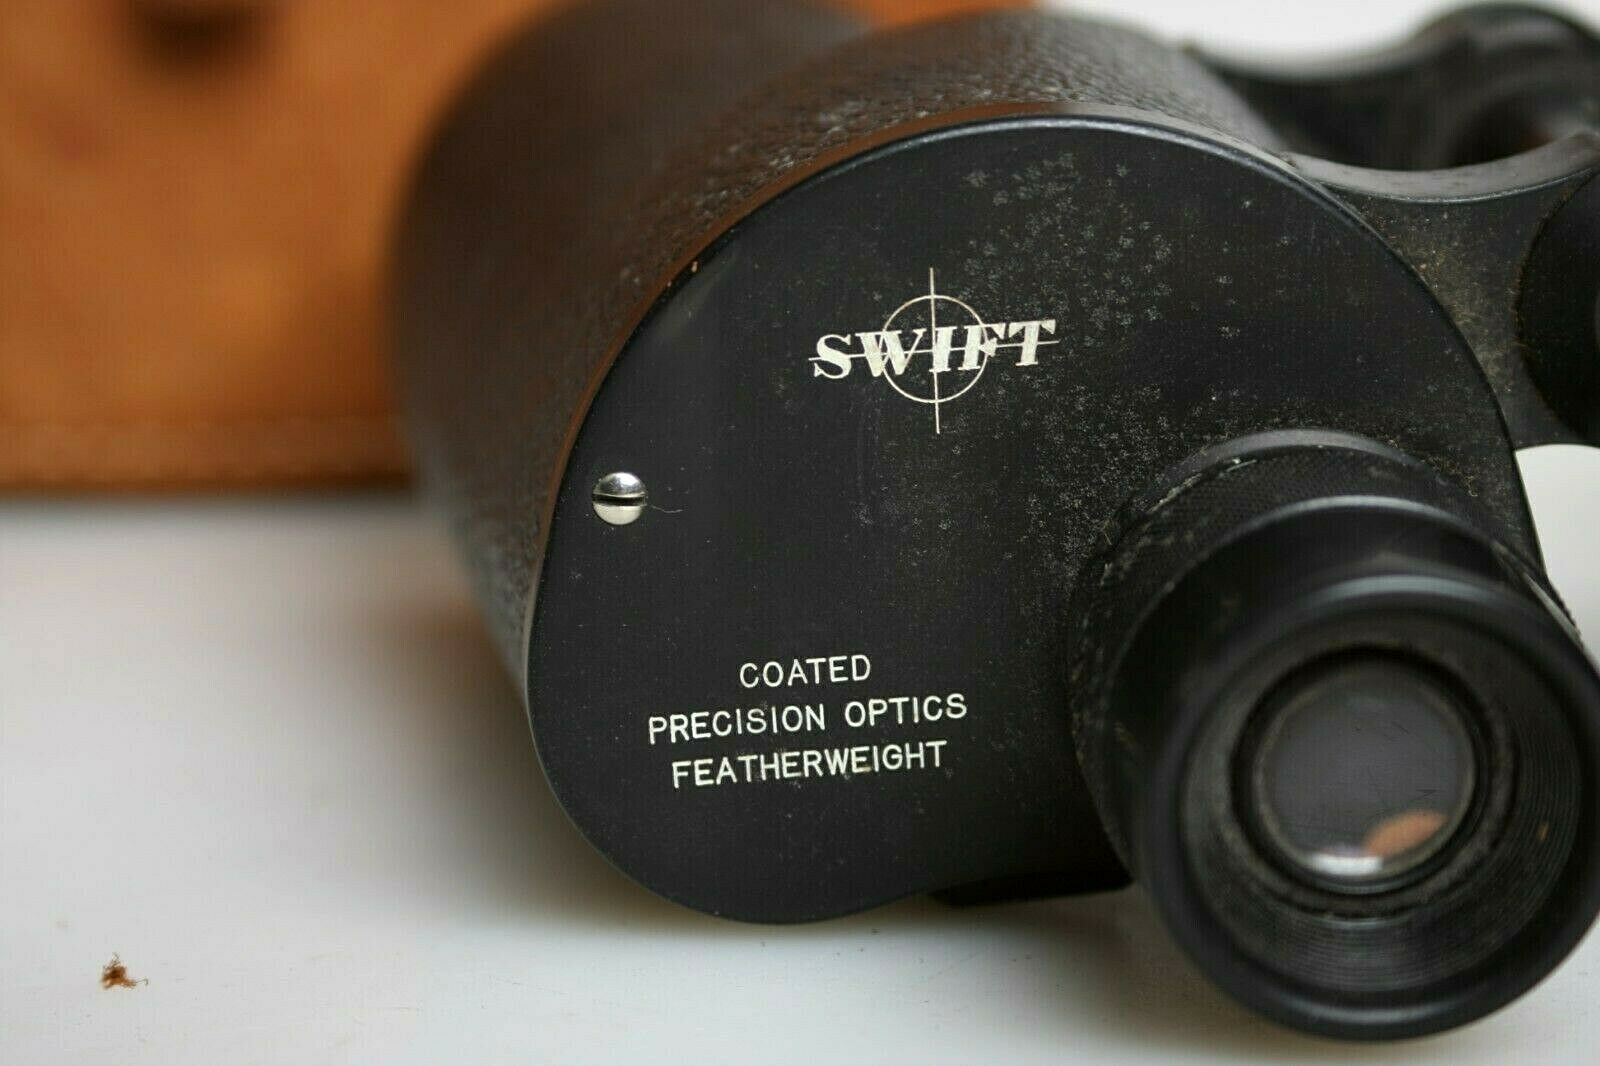 SWIFT
COATED
PRECISION OPTICS
FEATHERWEIGHT